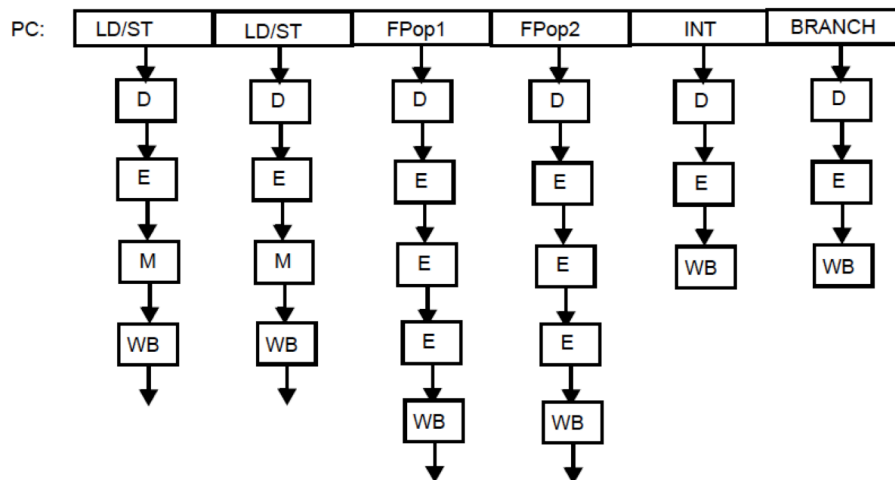 PC: LD/ST LD/ST FPop1 FPop2 INT BRANCH
D D D D D D
E E E E E E
M M E E WB WB
WB WB E E
WB WB